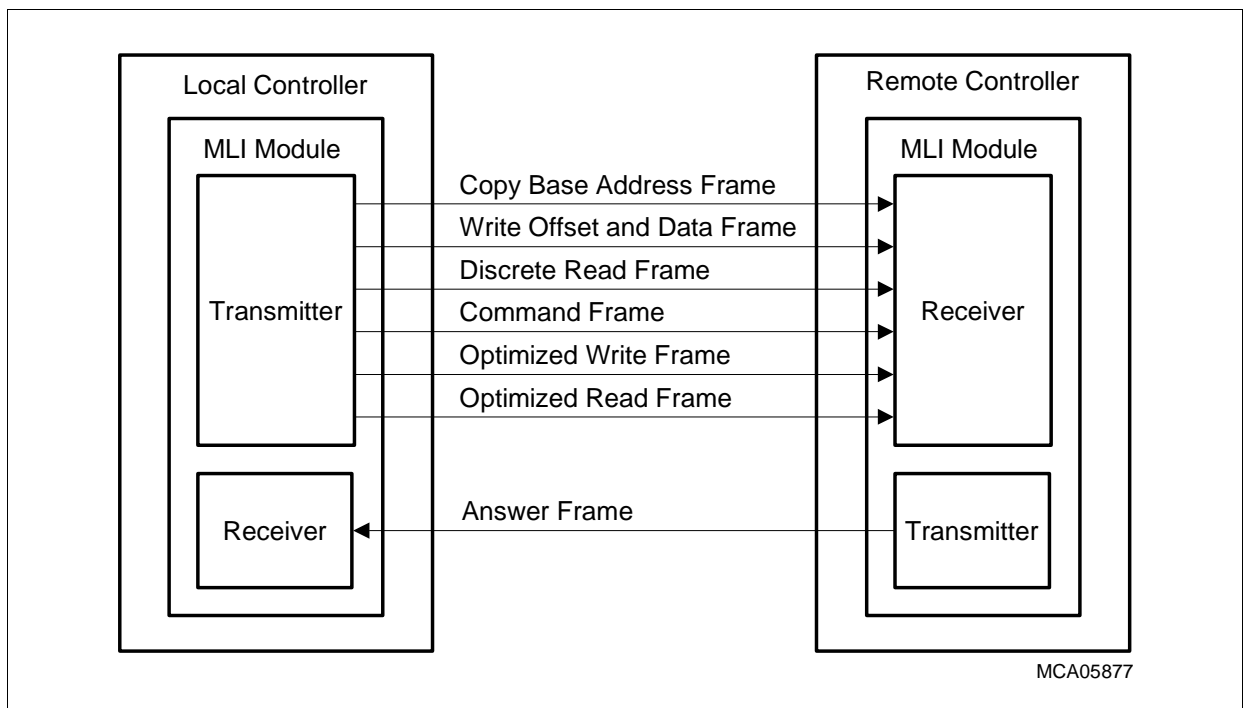 Local Controller
MLI Module
Transmitter
Receiver
Copy Base Address Frame
Write Offset and Data Frame
Discrete Read Frame
Command Frame
Optimized Write Frame
Optimized Read Frame
Answer Frame
Remote Controller
MLI Module
Receiver
Transmitter
MCA05877